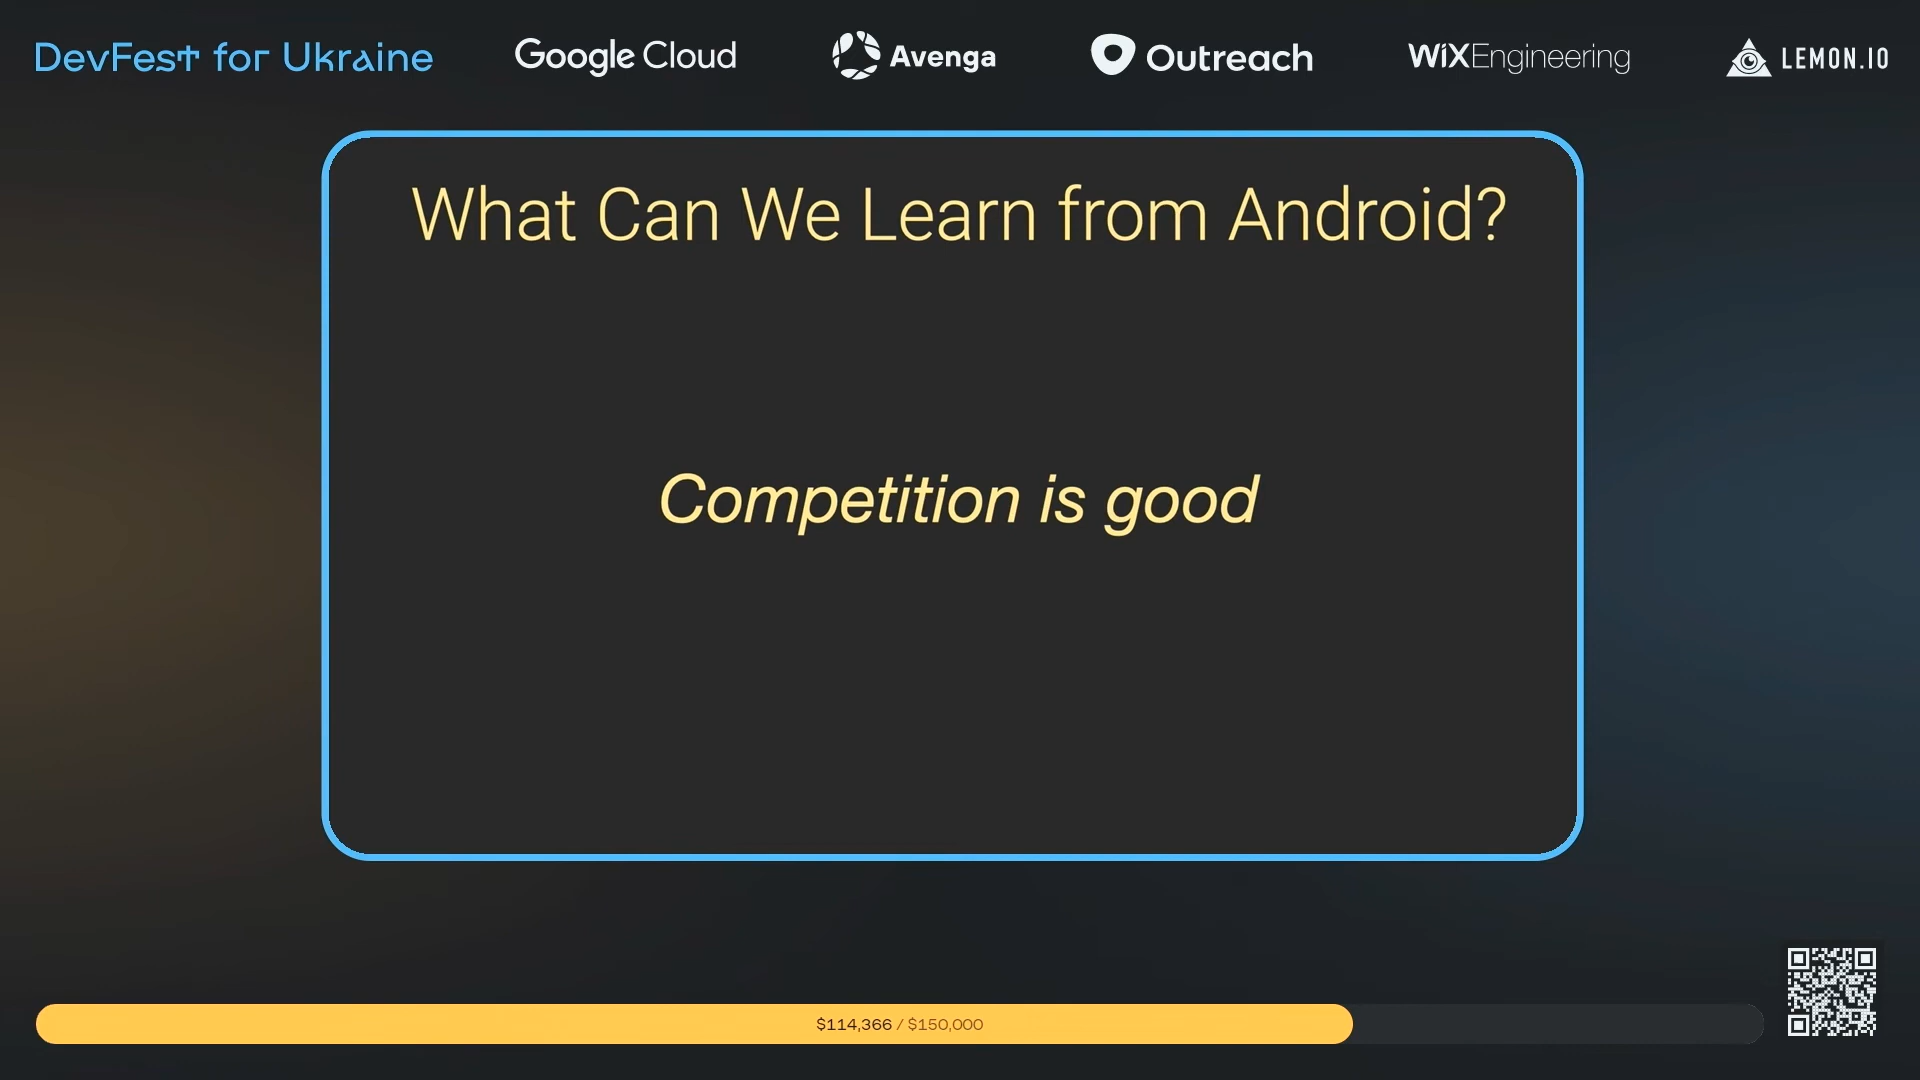 DevFest for Ukraine
Google Cloud
Avenga
Outreach
WiXEngineering
LEMON.IO
What Can We Learn from Android?
Competition is good
$114,366 / $150,000